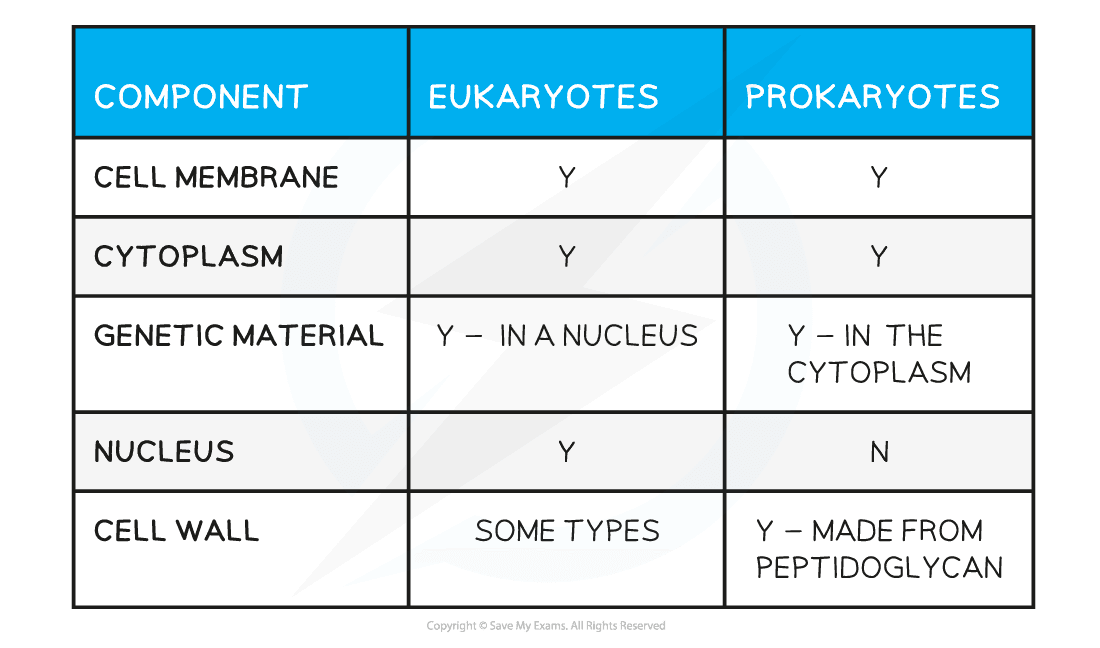 COMPONENT EUKARYOTES PROKARYOTES
CELL MEMBRANE Y Y
CYTOPLASM Y Y
GENETIC MATERIAL Y – IN A NUCLEUS Y – IN THE
CYTOPLASM
NUCLEUS Y N
CELL WALL SOME TYPES Y – MADE FROM
PEPTIDOGLYCAN
Copyright © Save My Exams. All Rights Reserved